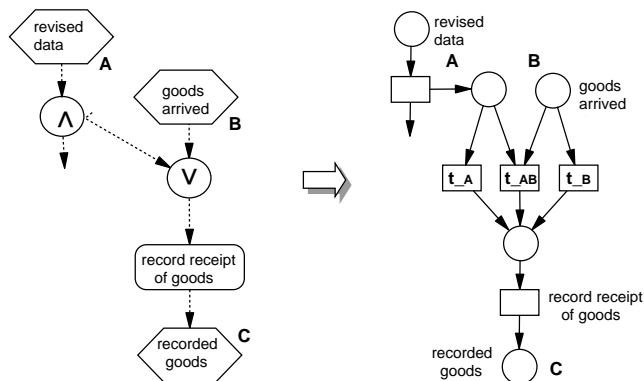 revised
data
A
goods
arrived
B
∧
V
record receipt
of goods
C
recorded
goods
revised
data
A
B
goods
arrived
t_A
t_AB
t_B
record receipt
of goods
recorded
goods
C